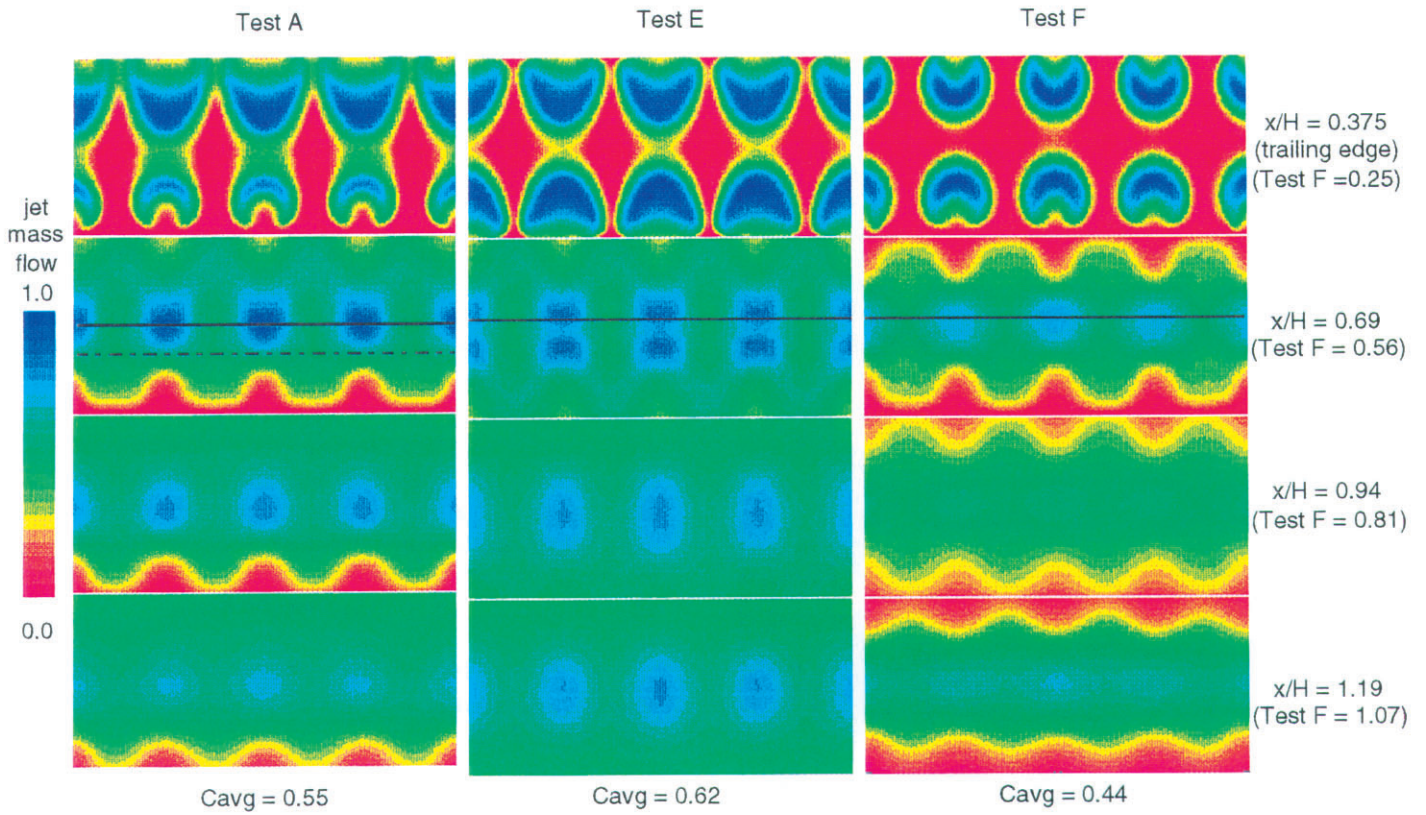 Test A
Test E
Test F
x/H = 0.375
(trailing edge)
(Test F =0.25)
jet
mass
flow
1.0
x/H = 0.69
(Test F = 0.56)
x/H = 0.94
(Test F = 0.81)
0.0
x/H = 1.19
(Test F = 1.07)
Cavg = 0.55
Cavg = 0.62
Cavg = 0.44